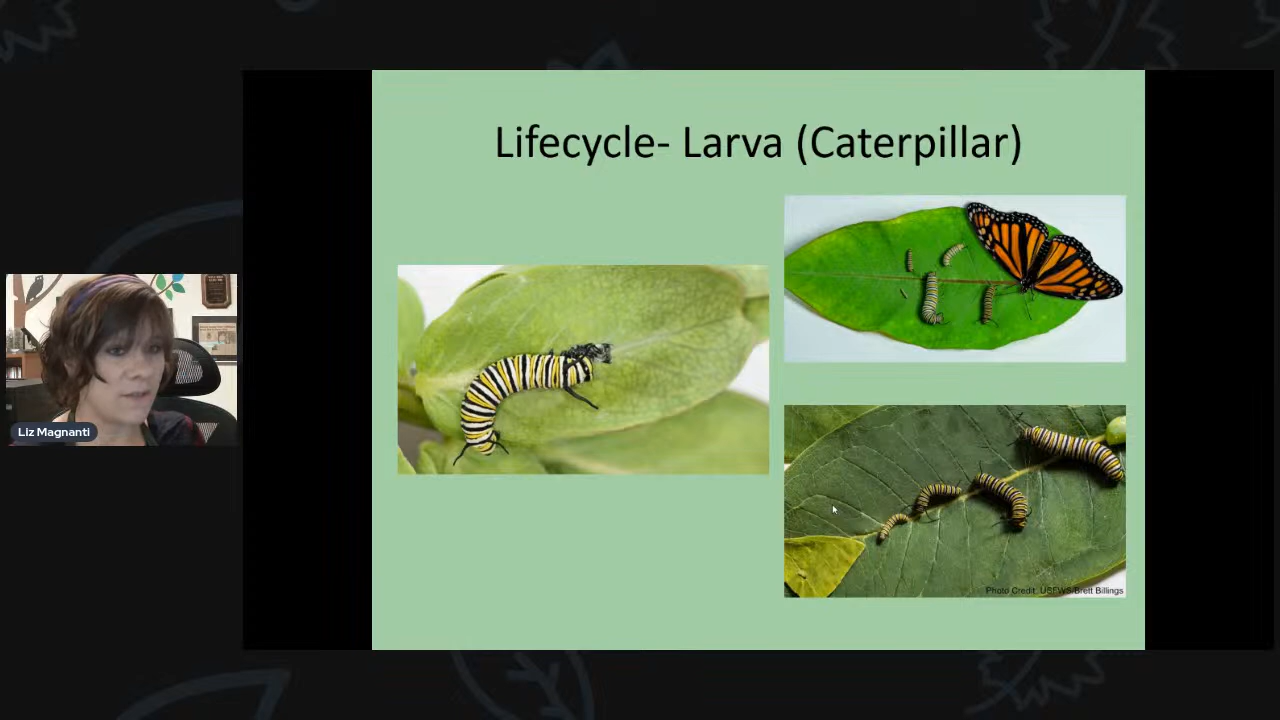 Lifecycle- Larva (Caterpillar)
Liz Magnanti
Photo Credit: USFWS/Brett Billings